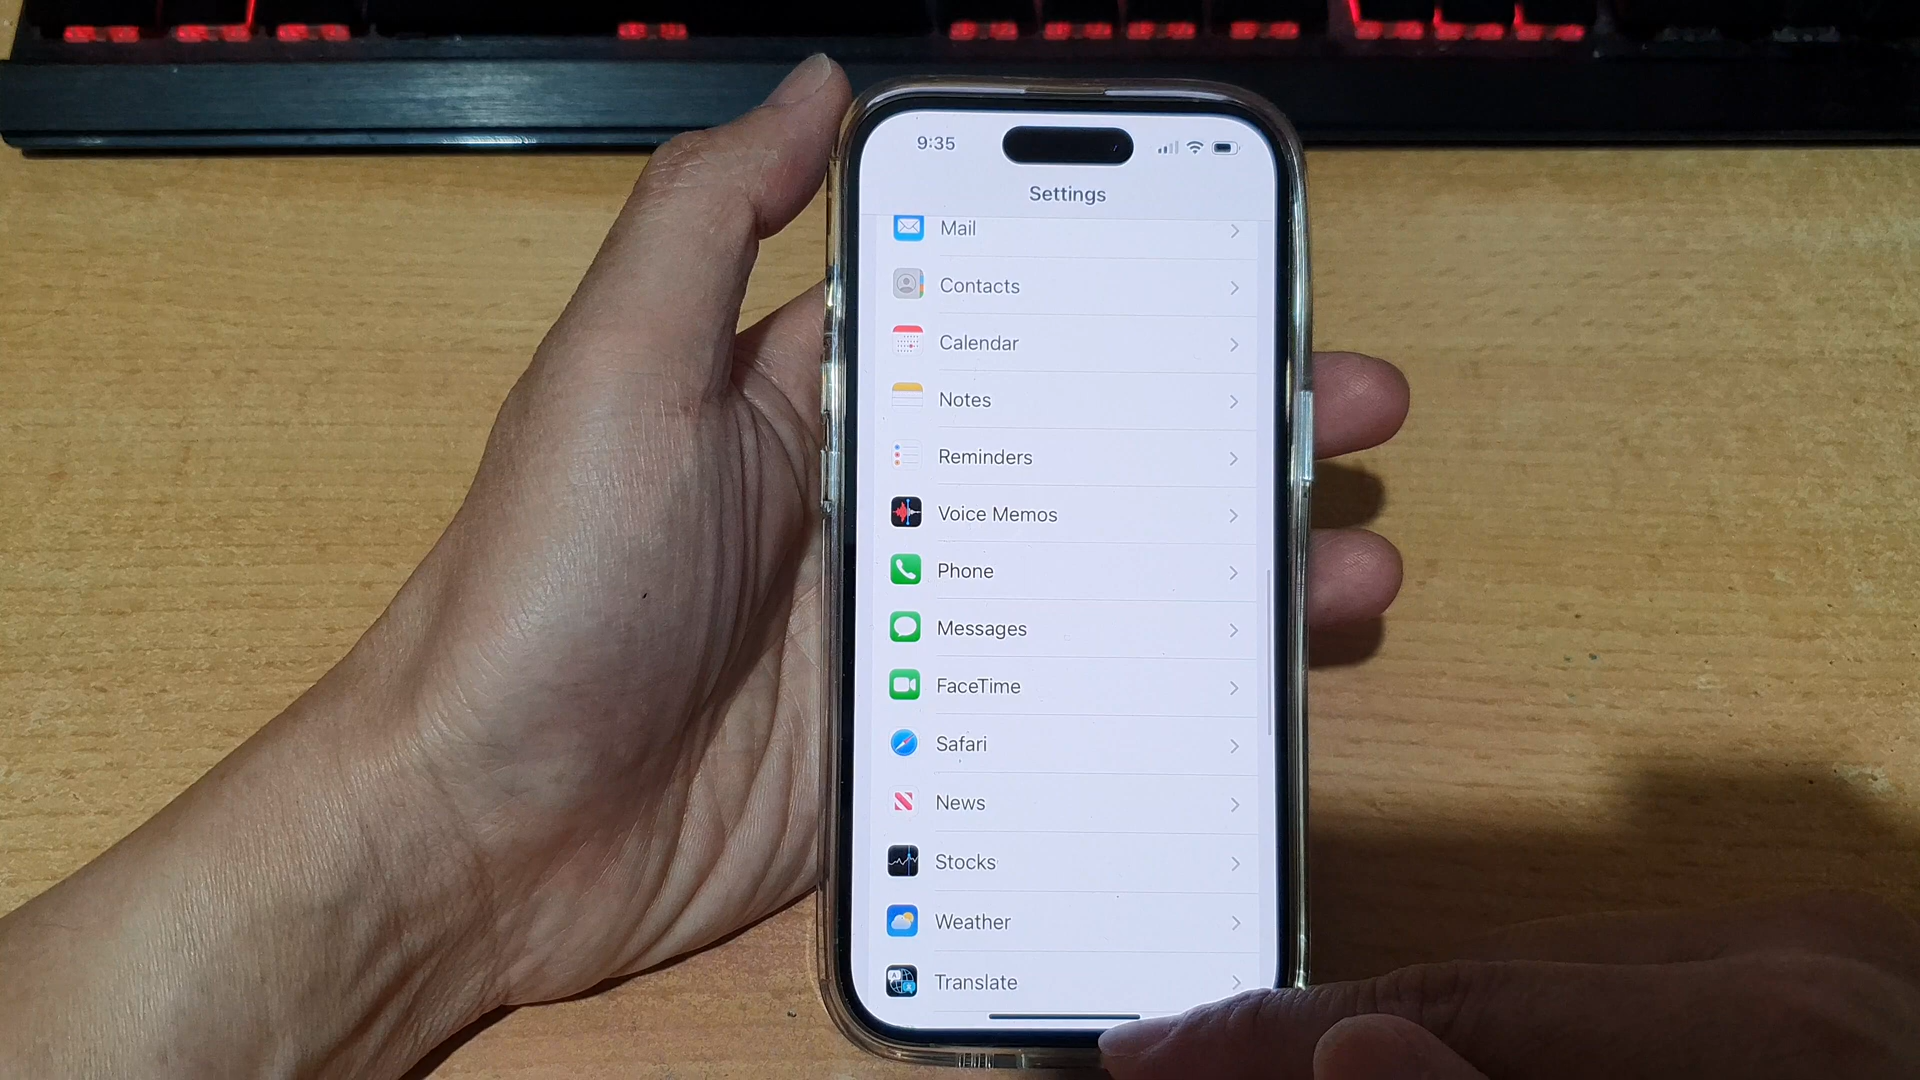 9:35
Settings
Mail
Contacts
Calendar
Notes
Reminders
Voice Memos
Phone
Messages
FaceTime
Safari
News
Stocks
Weather
Translate